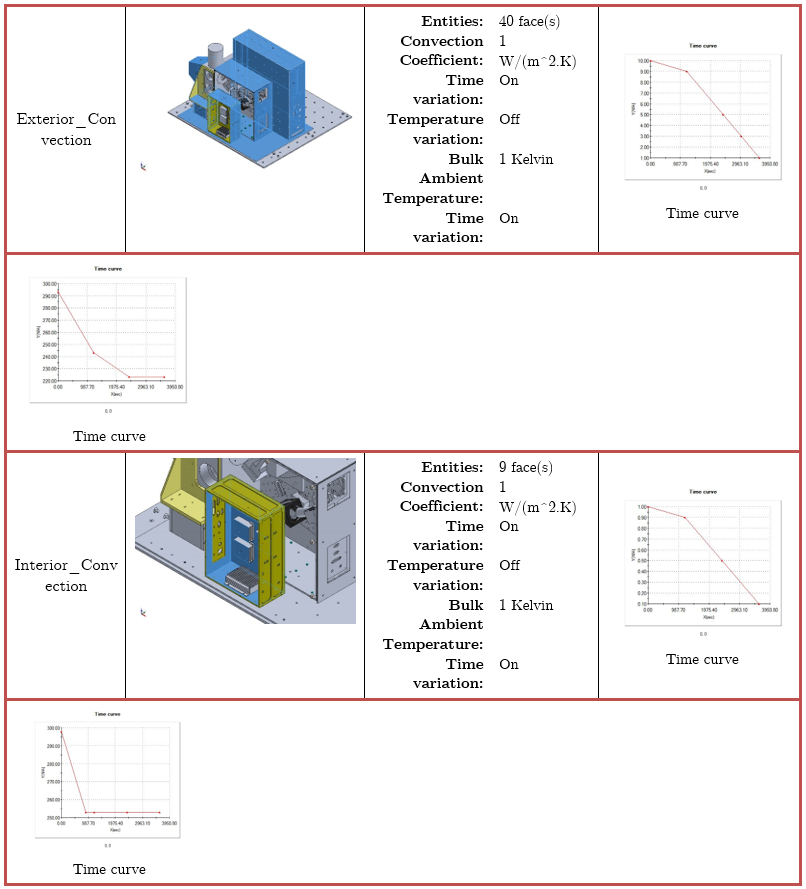 Exterior_Con
vection
Entities: 40 face(s)
Convection 1
Coefficient: W/(m^2.K)
Time On
variation:
Temperature Off
variation:
Bulk 1 Kelvin
Ambient
Temperature:
Time On
variation:
Time curve
10.00
9.00
8.00
7.00
6.00
5.00
4.00
3.00
2.00
1.00
0.00 987.70 1975.40 2963.10 3950.80
X(sec)
0.0
Time curve
Time curve
300.00
290.00
280.00
270.00
260.00
250.00
240.00
230.00
220.00
0.00 987.70 1975.40 2963.10 3950.80
X(sec)
0.0
Time curve
Interior_Conv
ection
Entities: 9 face(s)
Convection 1
Coefficient: W/(m^2.K)
Time On
variation:
Temperature Off
variation:
Bulk 1 Kelvin
Ambient
Temperature:
Time On
variation:
Time curve
1.00
0.90
0.80
0.70
0.60
0.50
0.40
0.30
0.20
0.10
0.00 987.70 1975.40 2963.10 3950.80
X(sec)
0.0
Time curve
Time curve
300.00
290.00
280.00
270.00
260.00
250.00
0.00 987.70 1975.40 2963.10 3950.80
X(sec)
0.0
Time curve